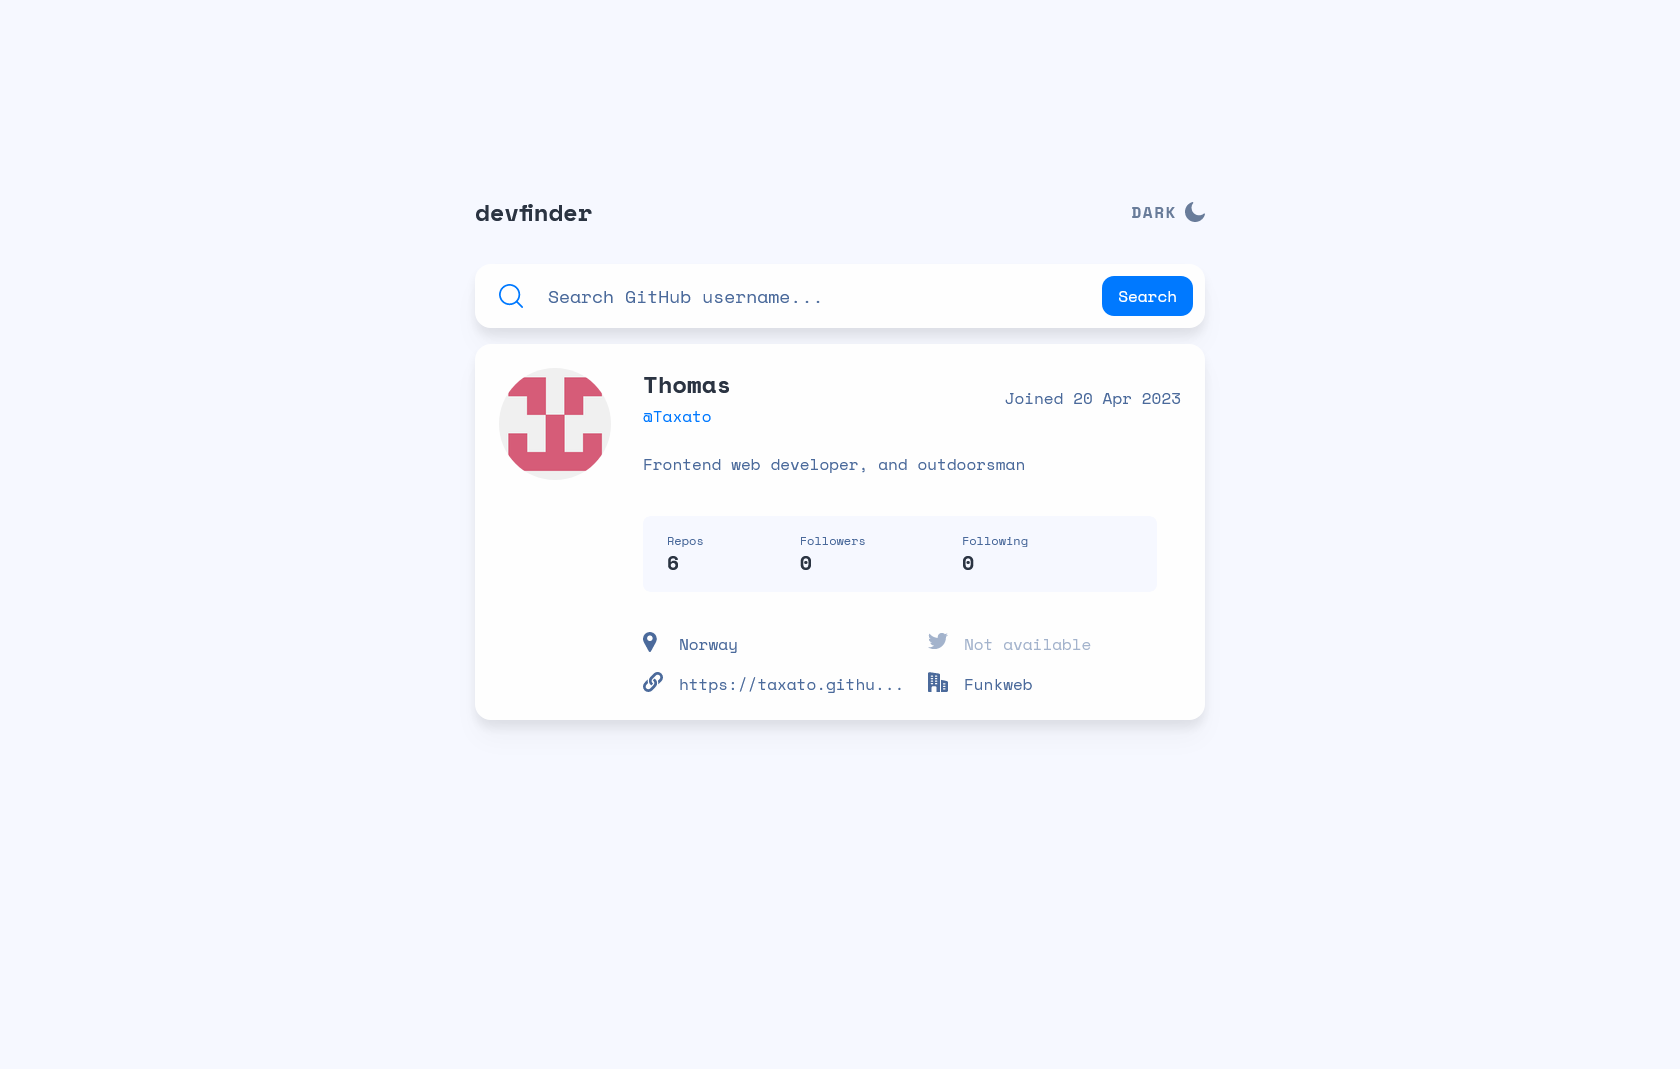 devfinder
DARK
Search GitHub username...
Search
Thomas
@Taxato
Joined 20 Apr 2023
Frontend web developer, and outdoorsman
Repos Followers Following
6 0 0
Norway
Not available
https://taxato.githu...
Funkweb